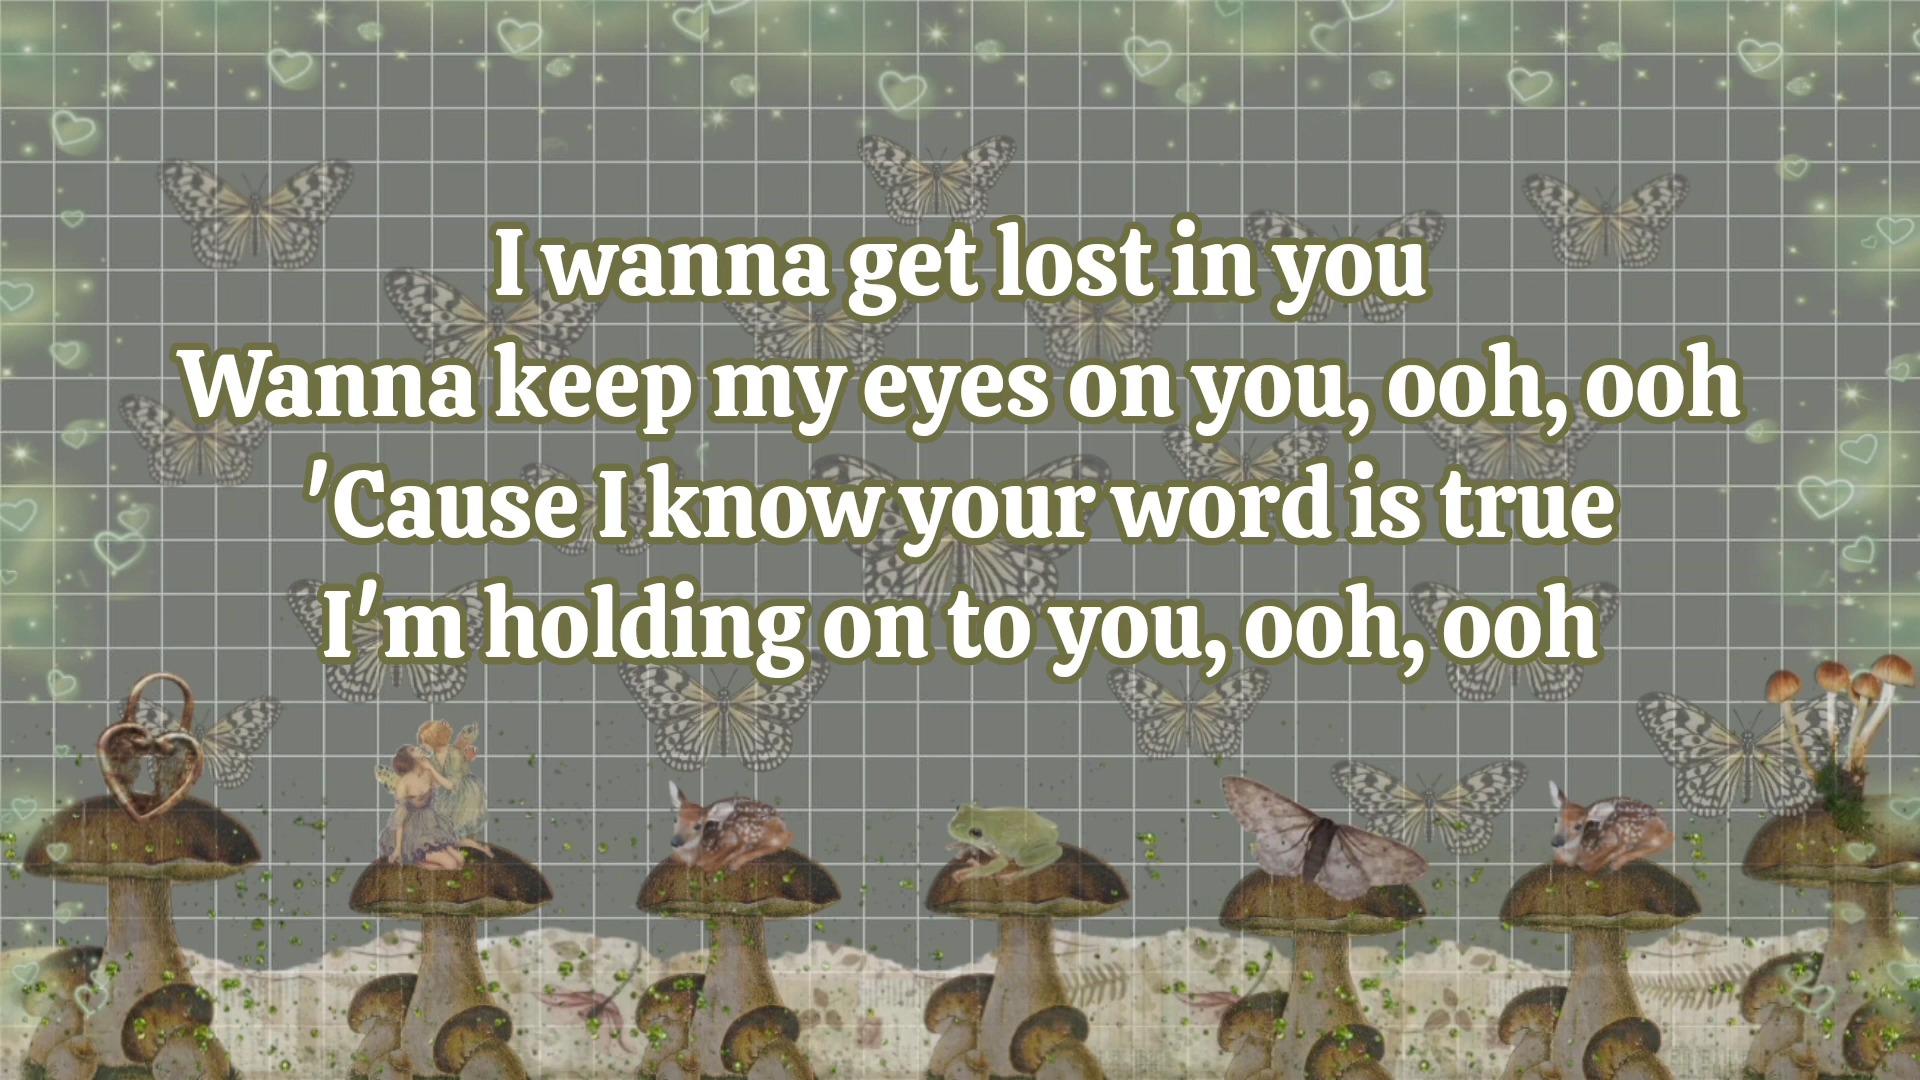 I wanna get lost in you
Wanna keep my eyes on you, ooh, ooh
'Cause I know your word is true
I'm holding on to you, ooh, ooh